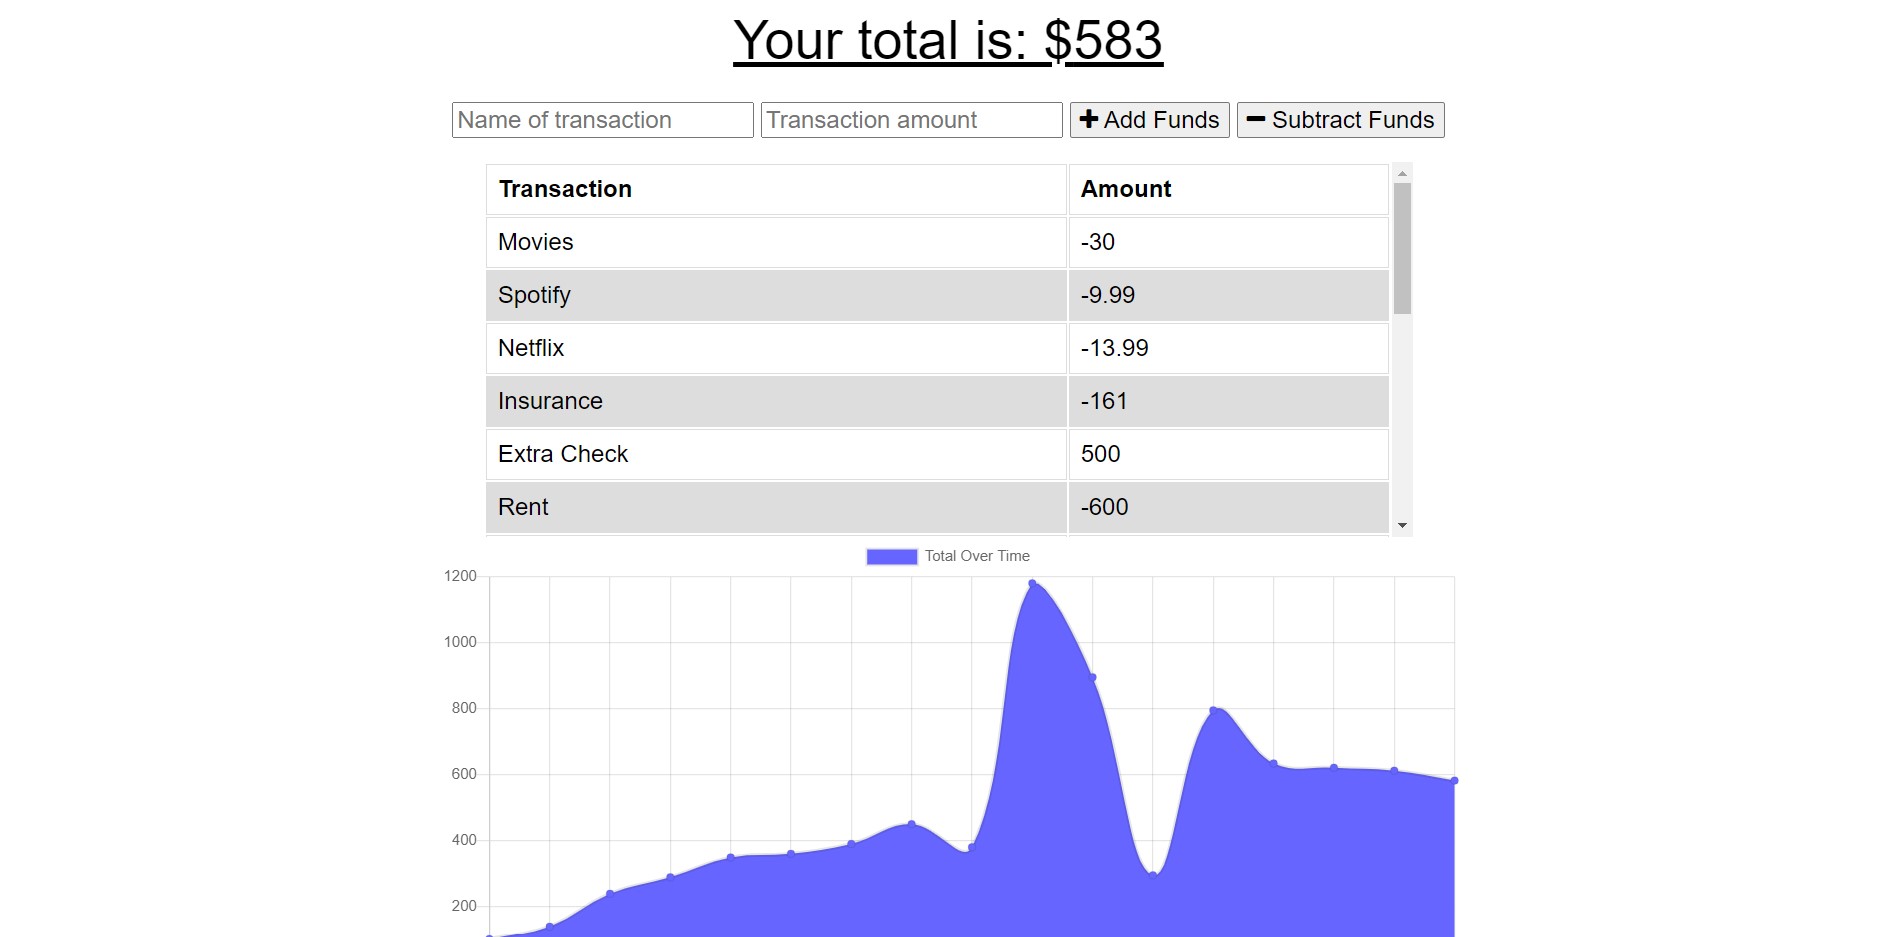 Your total is: $583
Name of transaction Transaction amount Add Funds Subtract Funds
Transaction Amount
Movies -30
Spotify -9.99
Netflix -13.99
Insurance -161
Extra Check 500
Rent -600
Total Over Time
1200
1000
800
600
400
200